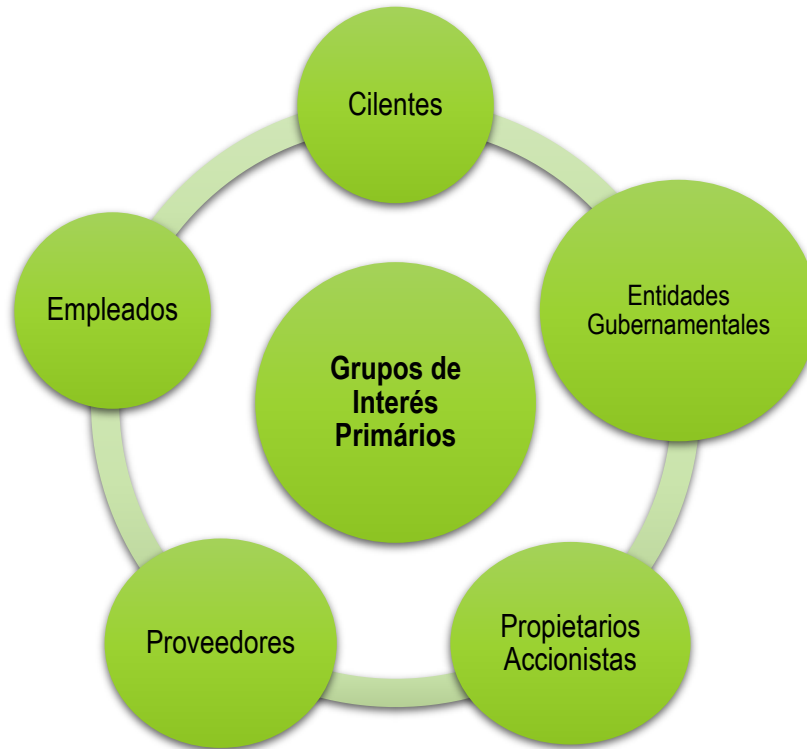 Cilentes
Entidades
Gubernamentales
Propietarios
Accionistas
Proveedores
Empleados
Grupos de
Interés
Primários